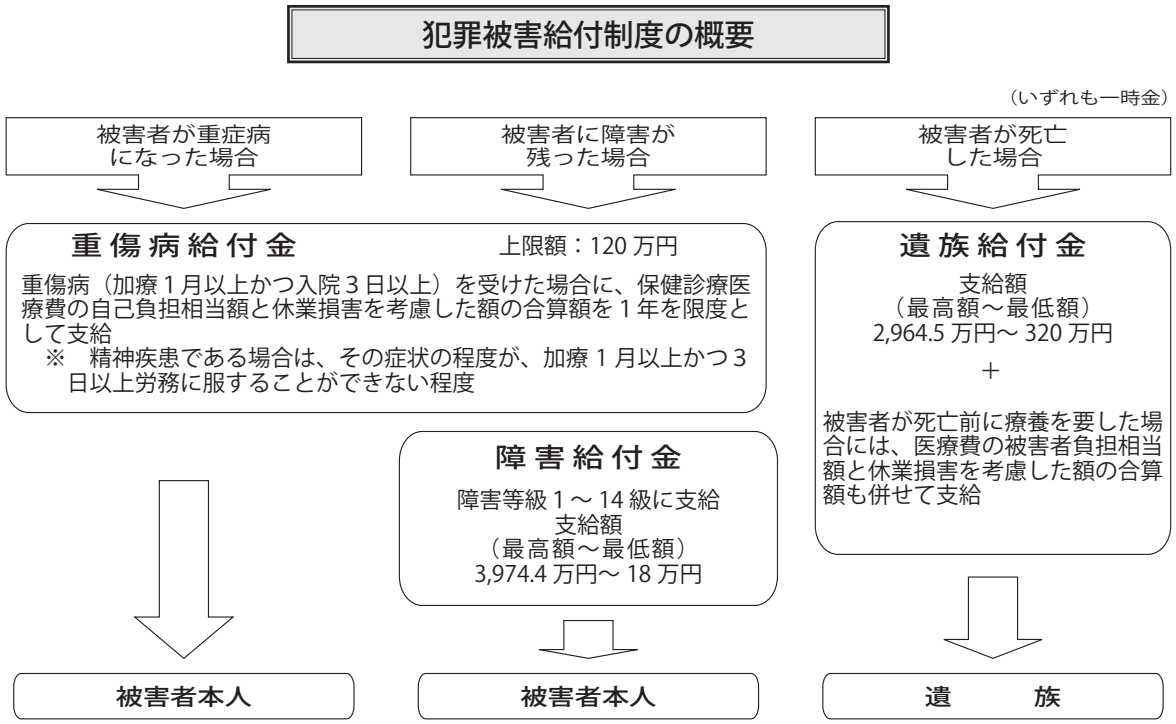 犯罪被害給付制度の概要
(いずれも一時金)
被害者が重症病
になった場合
被害者に障害が
残った場合
被害者が死亡
した場合
重傷病給付金
上限額:120 万円
重傷病(加療 1 月以上かつ入院 3 日以上)を受けた場合に、保健診療医
療費の自己負担相当額と休業損害を考慮した額の合算額を 1 年を限度と
して支給
※ 精神疾患である場合は、その症状の程度が、加療 1 月以上かつ 3
日以上労務に服することができない程度
障害給付金
障害等級 1 ~ 14 級に支給
支給額
(最高額~最低額)
3,974.4 万円~ 18 万円
遺族給付金
支給額
(最高額~最低額)
2,964.5 万円~ 320 万円
+
被害者が死亡前に療養を要した場
合には、医療費の被害者負担相当
額と休業損害を考慮した額の合算
額も併せて支給
被害者本人
被害者本人
遺 族